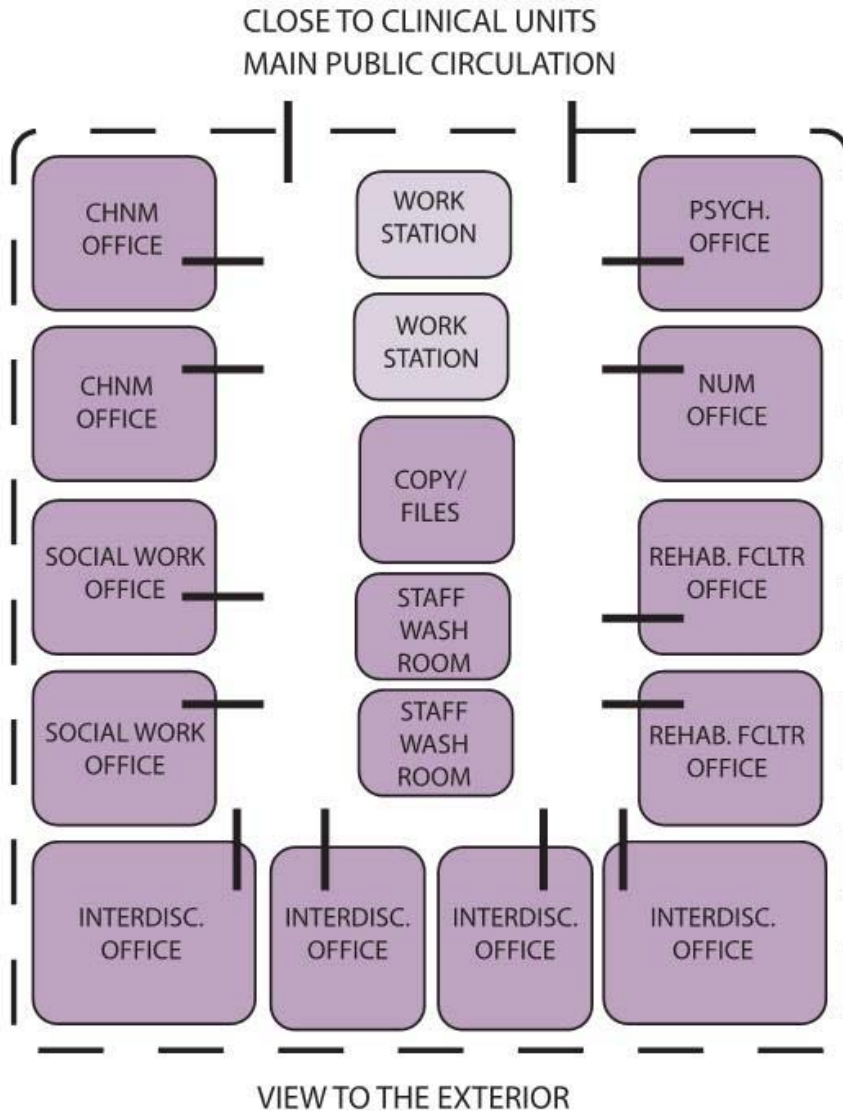 CLOSE TO CLINICAL UNITS
MAIN PUBLIC CIRCULATION
CHNM
OFFICE
WORK
STATION
PSYCH.
OFFICE
CHNM
OFFICE
WORK
STATION
NUM
OFFICE
COPY/
FILES
SOCIAL WORK
OFFICE
STAFF
WASH
ROOM
REHAB. FCLTR
OFFICE
SOCIAL WORK
OFFICE
STAFF
WASH
ROOM
REHAB. FCLTR
OFFICE
INTERDISC.
OFFICE
INTERDISC.
OFFICE
INTERDISC.
OFFICE
INTERDISC.
OFFICE
VIEW TO THE EXTERIOR